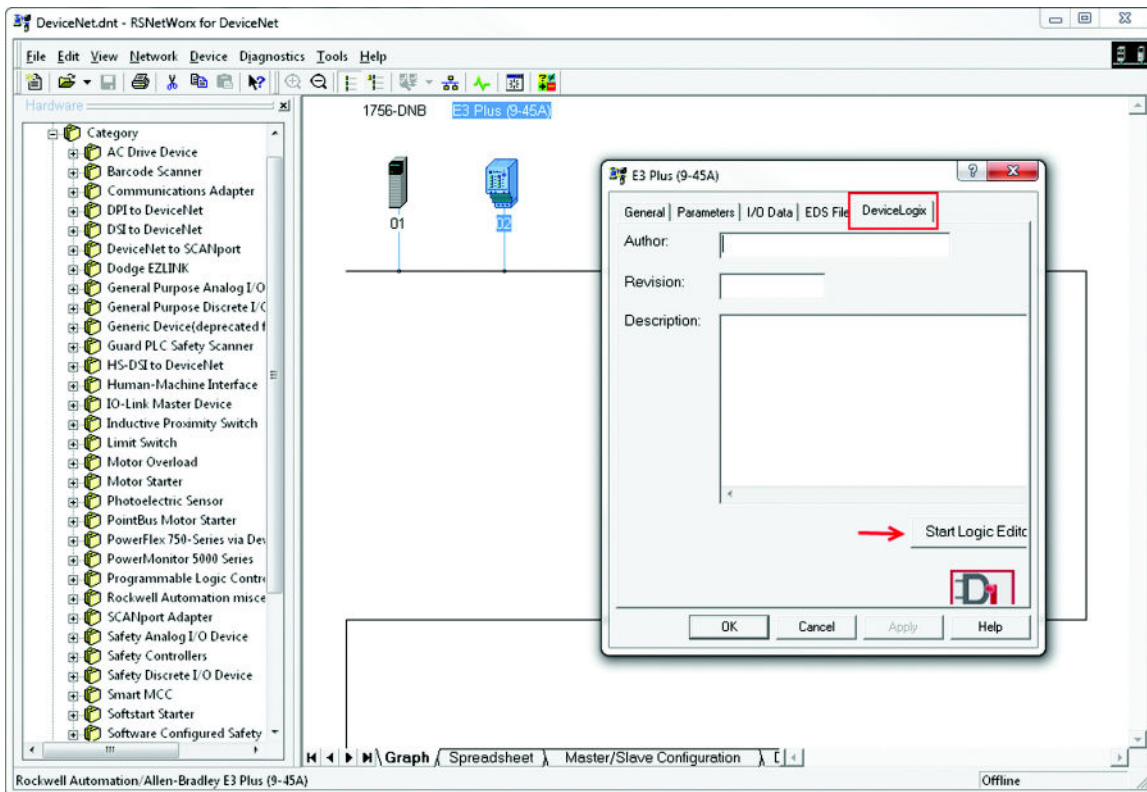 DeviceNet.dnt - RSNetWorx for DeviceNet
File Edit View Network Device Diagnostics Tools Help
Hardware
Category
AC Drive Device
Barcode Scanner
Communications Adapter
DPI to DeviceNet
DSI to DeviceNet
DeviceNet to SCANport
Dodge EZLINK
General Purpose Analog I/O
General Purpose Discrete I/O
Generic Device(deprecated f
Guard PLC Safety Scanner
HS-DSI to DeviceNet
Human-Machine Interface
IO-Link Master Device
Inductive Proximity Switch
Limit Switch
Motor Overload
Motor Starter
Photoelectric Sensor
PointBus Motor Starter
PowerFlex 750-Series via Dev
PowerMonitor 5000 Series
Programmable Logic Contr
Rockwell Automation misce
SCANport Adapter
Safety Analog I/O Device
Safety Controllers
Safety Discrete I/O Device
Smart MCC
Softstart Starter
Software Configured Safety
1756-DNB
E3 Plus (9-45A)
01
02
E3 Plus (9-45A)
General Parameters I/O Data EDS File DeviceLogix
Author:
Revision:
Description:
Start Logic Edito
OK Cancel Apply Help
Graph Spreadsheet Master/Slave Configuration
Rockwell Automation/Allen-Bradley E3 Plus (9-45A)
Offline